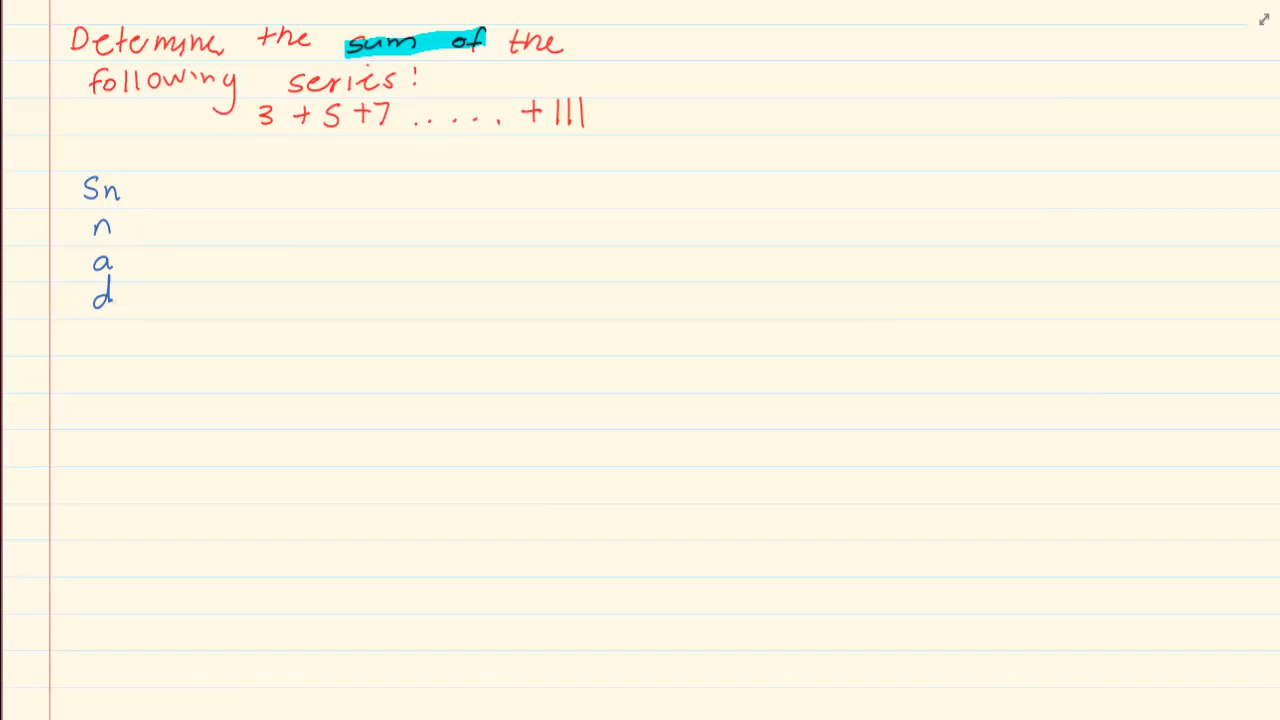 Determine the sum of the
following series:
3 + 5 + 7 ..... + 111
Sn
n
a
d